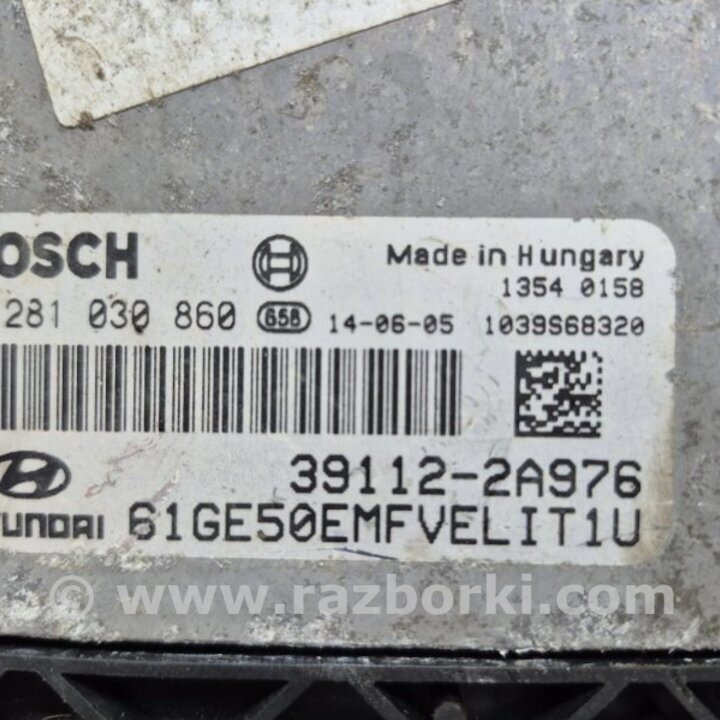 OSCH Made in Hungary
1354 0158
281 030 860 658 14-06-05 1039S68320
39112-2A976
YUNDAI 61GE50EMFVELIT1U
© www.razborki.com